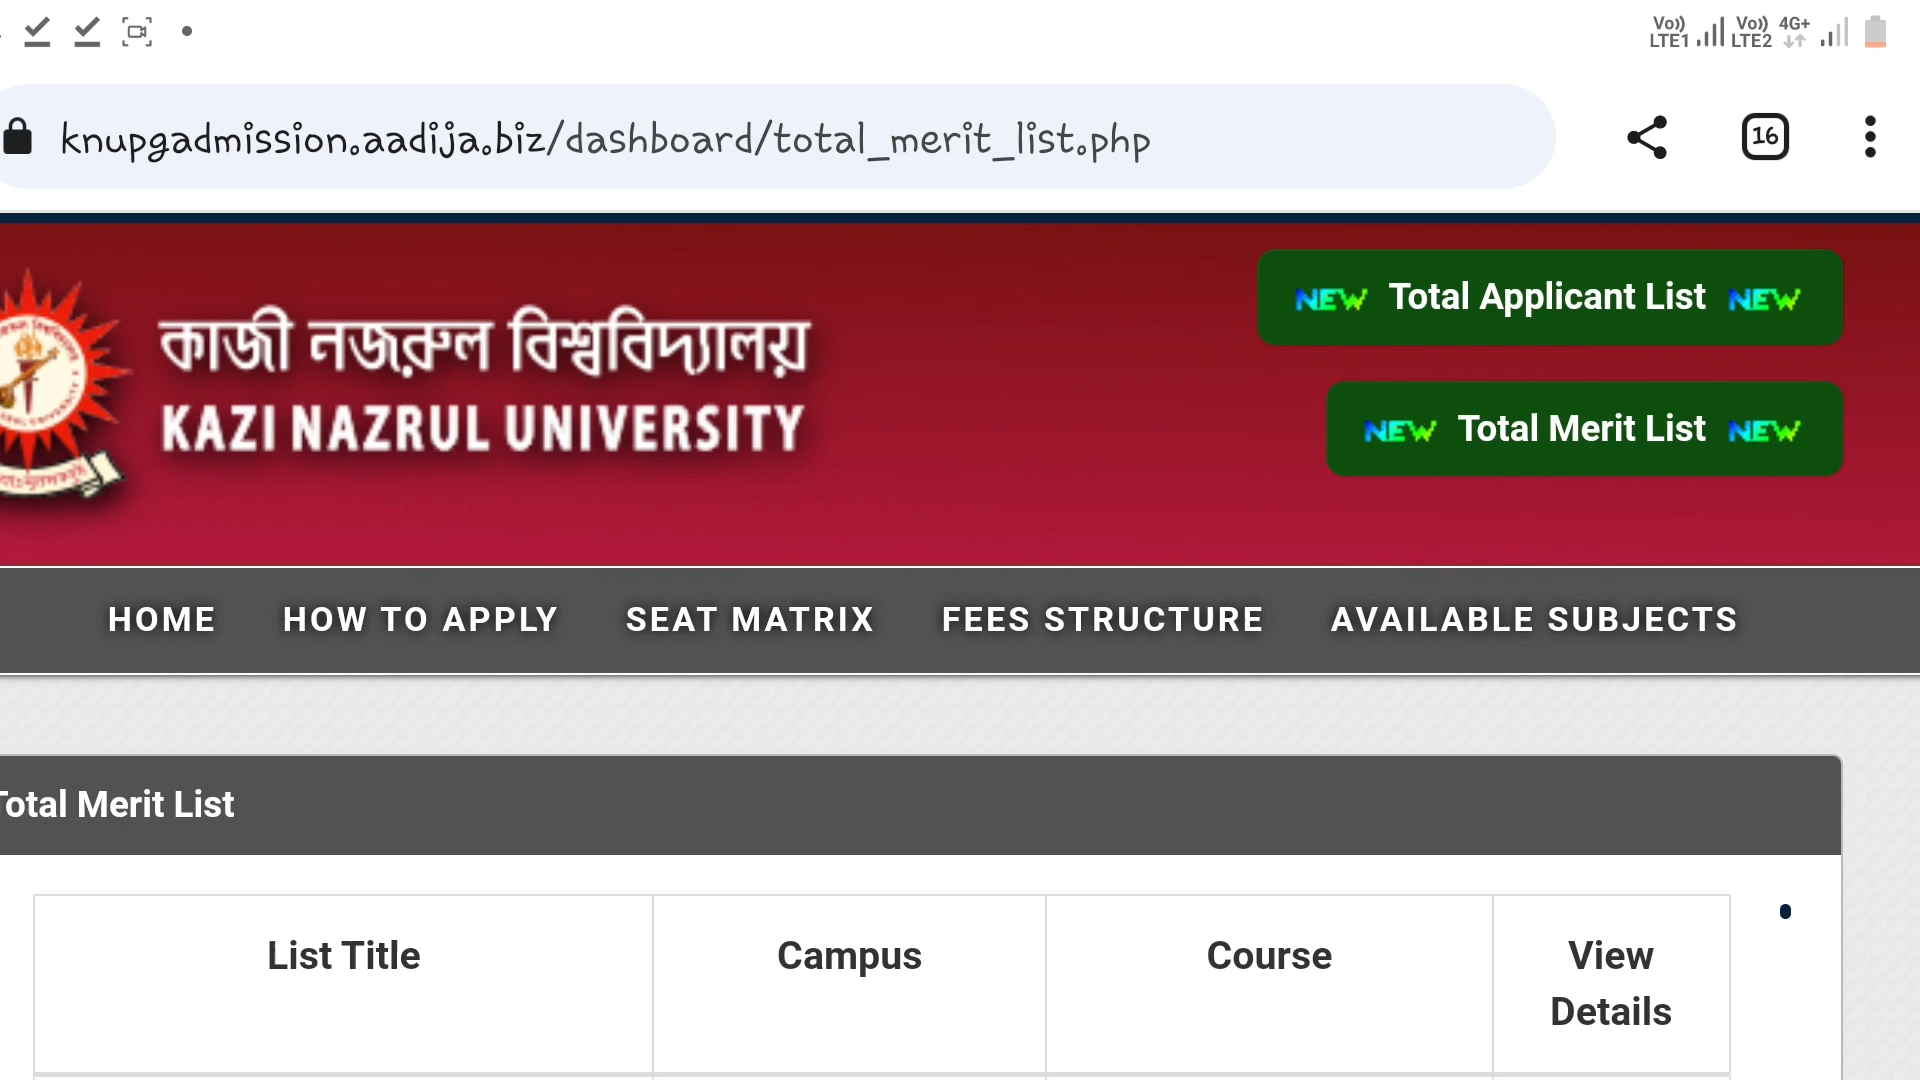 Vo)) LTE1 Vo)) LTE2 4G+
knupgadmission.aadija.biz/dashboard/total_merit_list.php
16
NEW Total Applicant List NEW
কাজী নজরুল বিশ্ববিদ্যালয়
KAZI NAZRUL UNIVERSITY
NEW Total Merit List NEW
HOME HOW TO APPLY SEAT MATRIX FEES STRUCTURE AVAILABLE SUBJECTS
Total Merit List
List Title Campus Course View Details